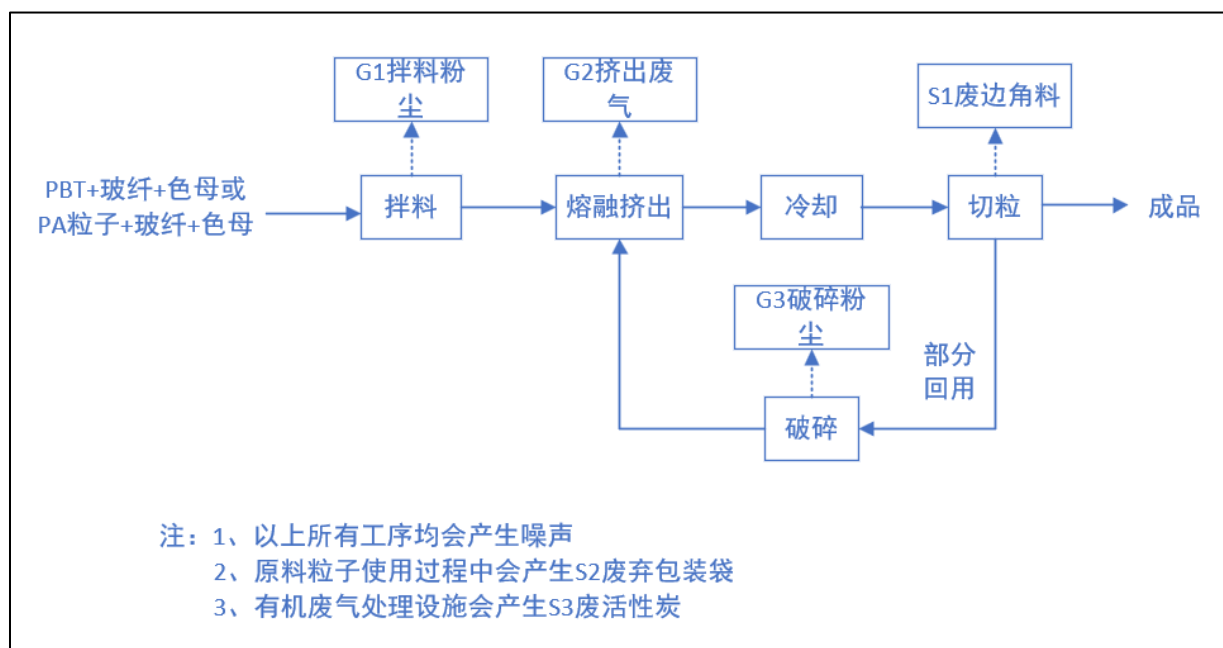 G1拌料粉
尘
G2挤出废
气
S1废边角料
PBT+玻纤+色母或
PA粒子+玻纤+色母
拌料
熔融挤出
冷却
切粒
成品
G3破碎粉
尘
部分
回用
破碎
注：1、以上所有工序均会产生噪声
2、原料粒子使用过程中会产生S2废弃包装袋
3、有机废气处理设施会产生S3废活性炭